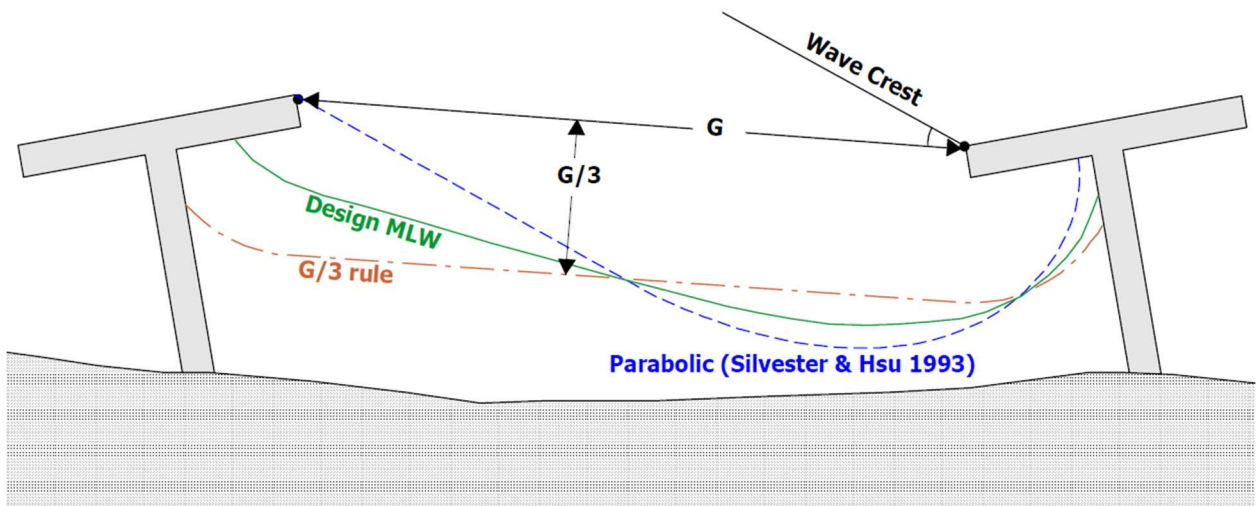 Wave Crest
G
G/3
Design MLW
G/3 rule
Parabolic (Silvester & Hsu 1993)